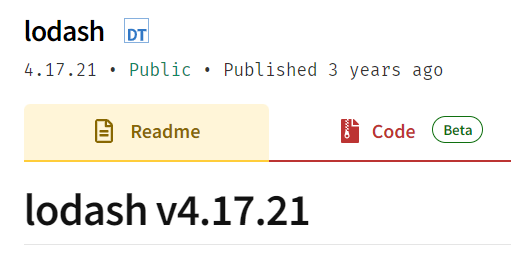 lodash DT
4.17.21 • Public • Published 3 years ago
Readme Code Beta
lodash v4.17.21